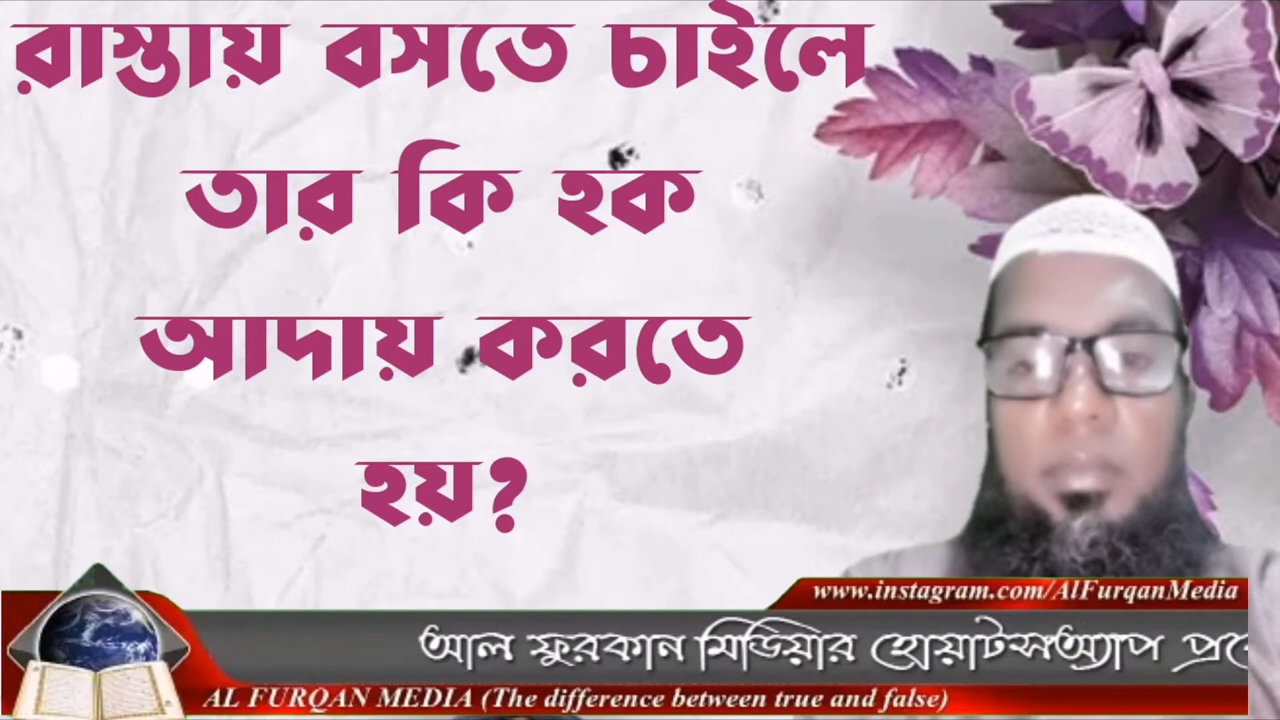 রাস্তায় বসতে চাইলে
তার কি হক
আদায় করতে
হয়?
www.instagram.com/AlFurqanMedia
আল ফুরকান মিডিয়ার হোয়াটসঅ্যাপ
AL FURQAN MEDIA (The difference between true and false)